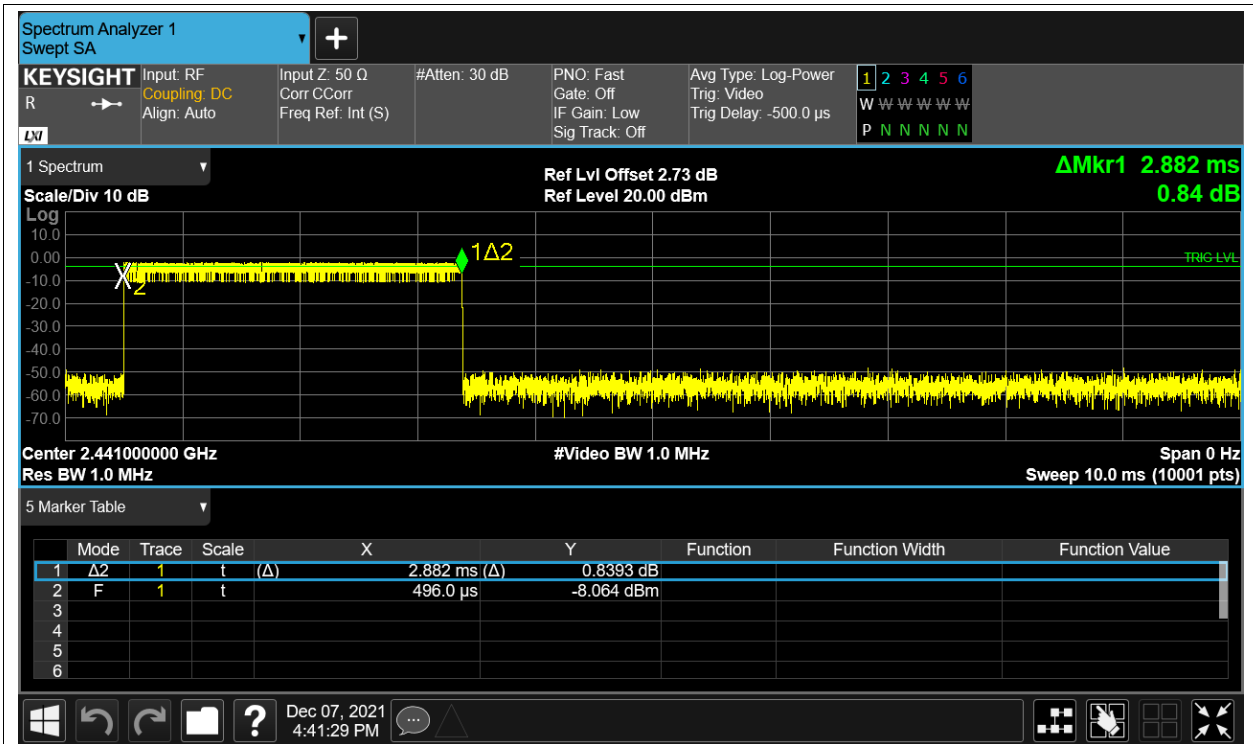 Spectrum Analyzer 1
Swept SA
KEYSIGHT
R
LXI
Input: RF
Coupling: DC
Align: Auto
Input Z: 50 Ω
Corr CCorr
Freq Ref: Int (S)
#Atten: 30 dB
PNO: Fast
Gate: Off
IF Gain: Low
Sig Track: Off
Avg Type: Log-Power
Trig: Video
Trig Delay: -500.0 µs
1 2 3 4 5 6
W W W W W W
P N N N N N
1 Spectrum
Scale/Div 10 dB
Ref Lvl Offset 2.73 dB
Ref Level 20.00 dBm
ΔMkr1 2.882 ms
0.84 dB
Log
10.0
0.00
-10.0
-20.0
-30.0
-40.0
-50.0
-60.0
-70.0
1Δ2
2
TRIG LVL
Center 2.441000000 GHz #Video BW 1.0 MHz Span 0 Hz
Res BW 1.0 MHz Sweep 10.0 ms (10001 pts)
5 Marker Table
Mode Trace Scale X Y Function Function Width Function Value
1 Δ2 1 t (Δ) 2.882 ms (Δ) 0.8393 dB
2 F 1 t 496.0 µs -8.064 dBm
3
4
5
6
?
Dec 07, 2021
4:41:29 PM